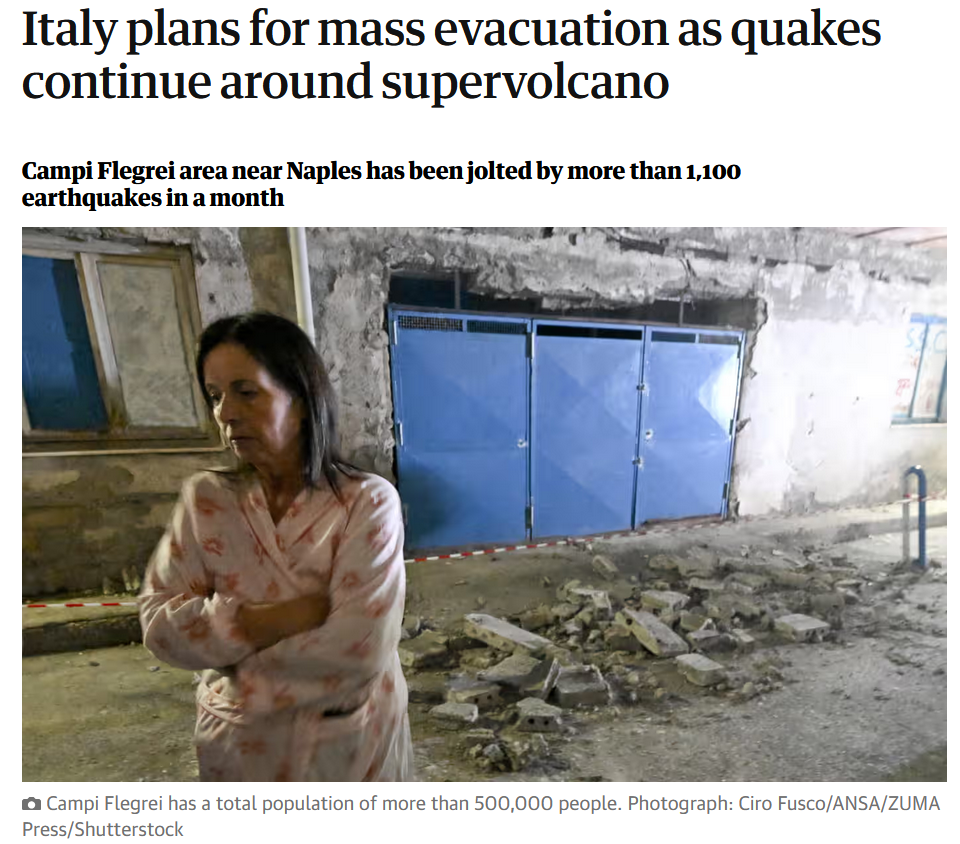 Italy plans for mass evacuation as quakes
continue around supervolcano
Campi Flegrei area near Naples has been jolted by more than 1,100
earthquakes in a month
Campi Flegrei has a total population of more than 500,000 people. Photograph: Ciro Fusco/ANSA/ZUMA
Press/Shutterstock